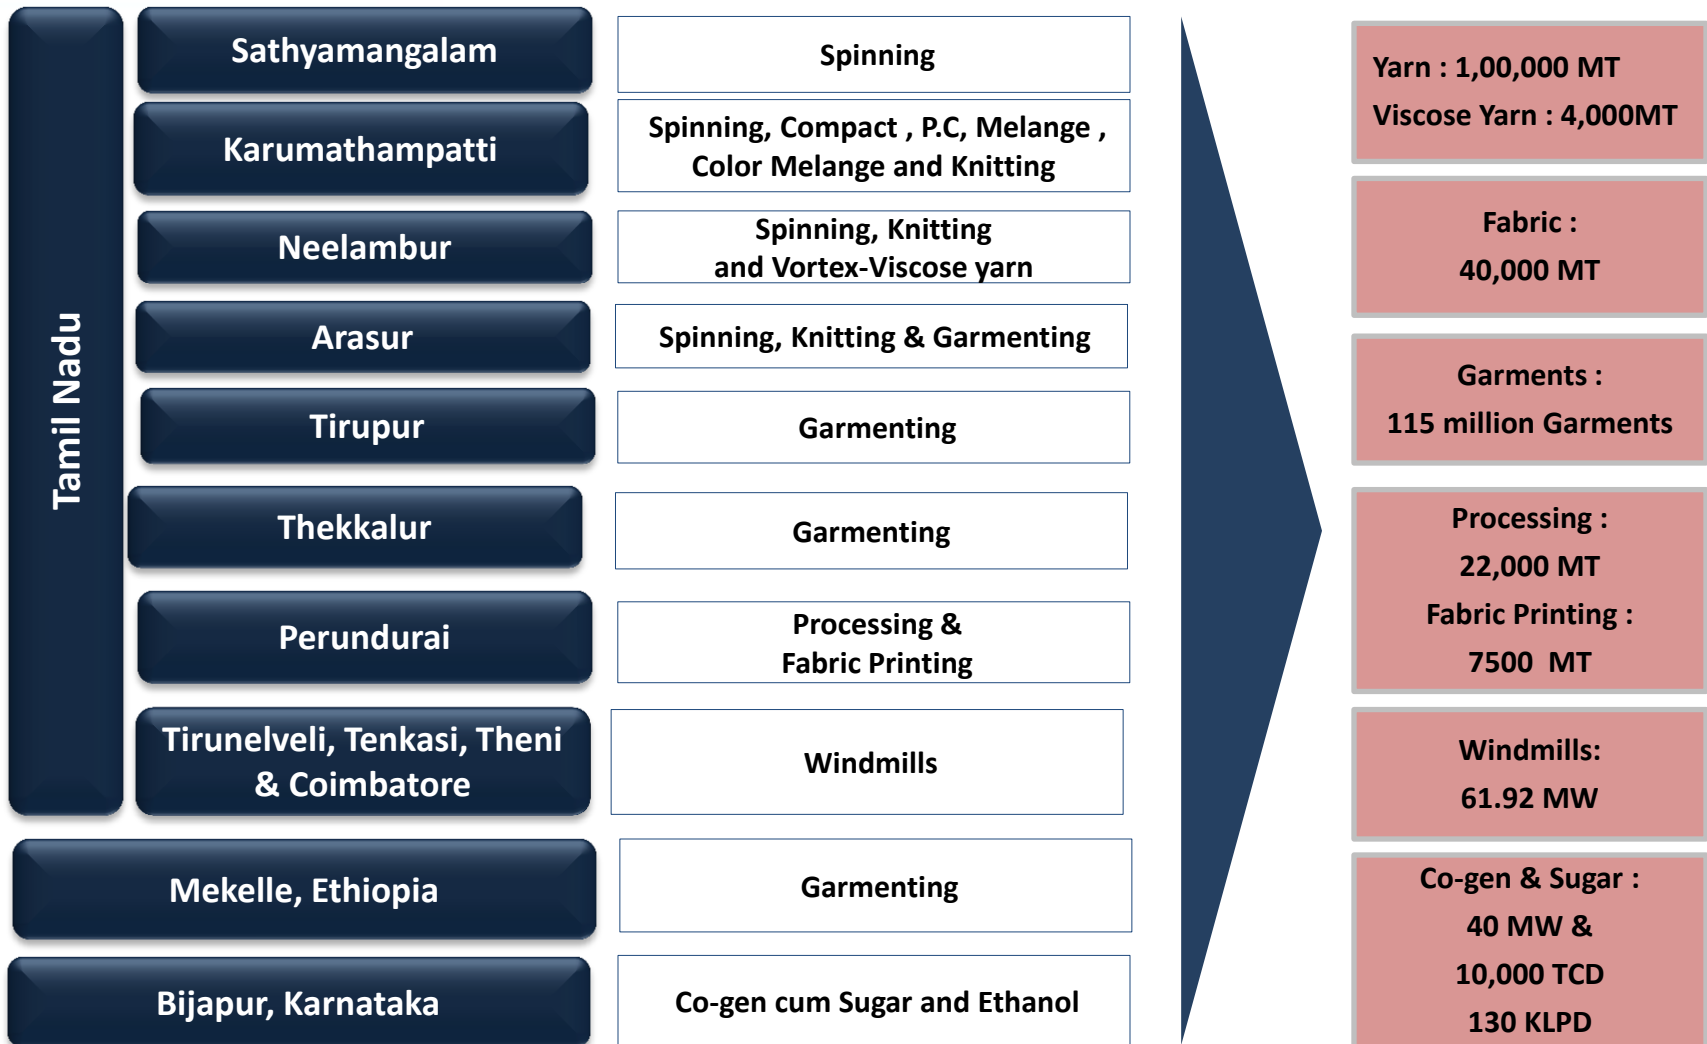 Tamil Nadu
Sathyamangalam
Spinning
Karumathampatti
Spinning, Compact , P.C, Melange ,
Color Melange and Knitting
Neelambur
Spinning, Knitting
and Vortex-Viscose yarn
Arasur
Spinning, Knitting & Garmenting
Tirupur
Garmenting
Thekkalur
Garmenting
Perundurai
Processing &
Fabric Printing
Tirunelveli, Tenkasi, Theni
& Coimbatore
Windmills
Mekelle, Ethiopia
Garmenting
Bijapur, Karnataka
Co-gen cum Sugar and Ethanol
Yarn : 1,00,000 MT
Viscose Yarn : 4,000MT
Fabric :
40,000 MT
Garments :
115 million Garments
Processing :
22,000 MT
Fabric Printing :
7500 MT
Windmills:
61.92 MW
Co-gen & Sugar :
40 MW &
10,000 TCD
130 KLPD